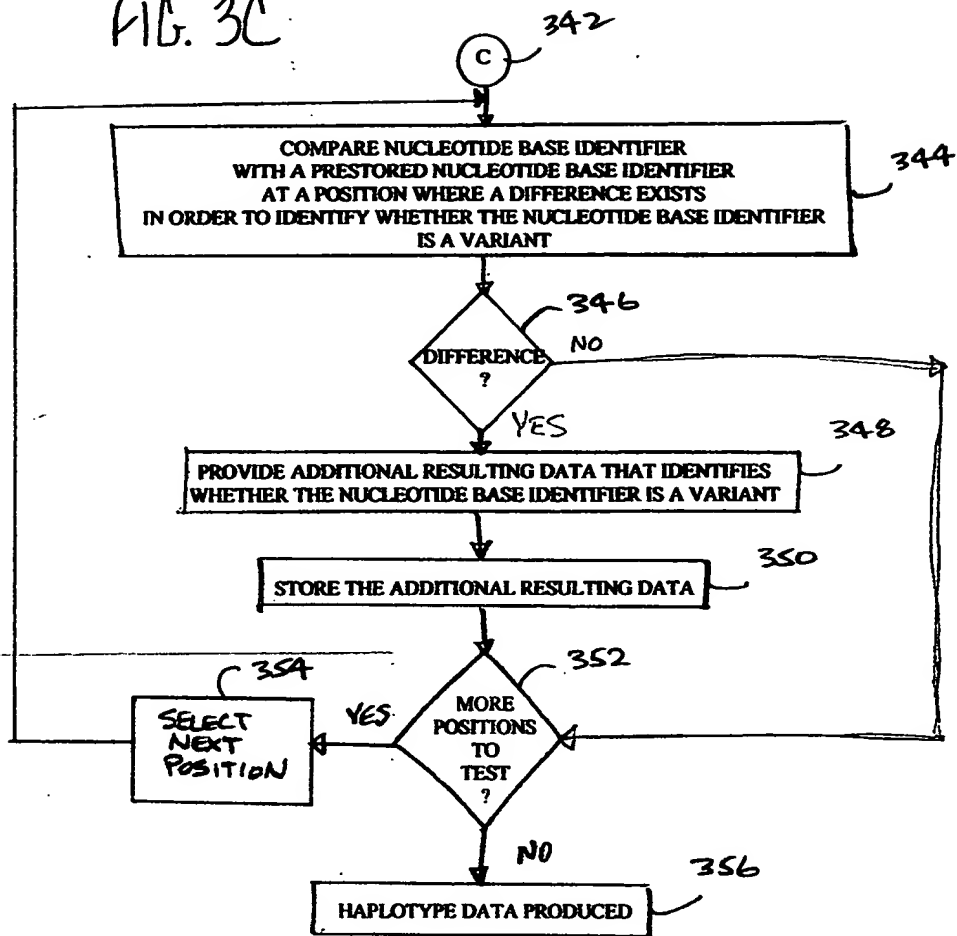 FIG. 3C
342
C
COMPARE NUCLEOTIDE BASE IDENTIFIER
WITH A PRESTORED NUCLEOTIDE BASE IDENTIFIER
AT A POSITION WHERE A DIFFERENCE EXISTS
IN ORDER TO IDENTIFY WHETHER THE NUCLEOTIDE BASE IDENTIFIER
IS A VARIANT
344
346
DIFFERENCE
?
NO
YES
348
PROVIDE ADDITIONAL RESULTING DATA THAT IDENTIFIES
WHETHER THE NUCLEOTIDE BASE IDENTIFIER IS A VARIANT
350
STORE THE ADDITIONAL RESULTING DATA
352
MORE
POSITIONS
TO
TEST
?
YES
354
SELECT
NEXT
POSITION
NO
356
HAPLOTYPE DATA PRODUCED